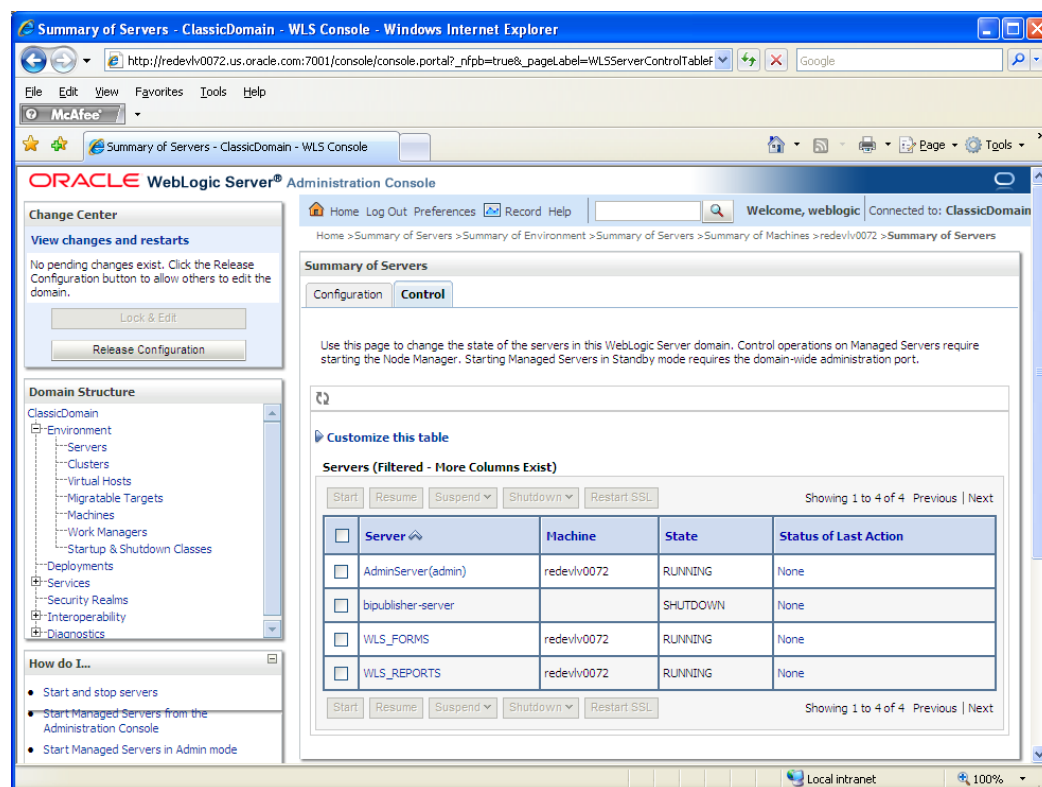 Summary of Servers - ClassicDomain - WLS Console - Windows Internet Explorer
http://redevlv0072.us.oracle.com:7001/console/console.portal?_nfpb=true&_pageLabel=WLSServerControlTableF
Google
File Edit View Favorites Tools Help
McAfee
Summary of Servers - ClassicDomain - WLS Console
Page Tools
ORACLE WebLogic Server® Administration Console
Change Center
View changes and restarts
No pending changes exist. Click the Release
Configuration button to allow others to edit the
domain.
Lock & Edit
Release Configuration
Domain Structure
ClassicDomain
Environment
Servers
Clusters
Virtual Hosts
Migratable Targets
Machines
Work Managers
Startup & Shutdown Classes
Deployments
Services
Security Realms
Interoperability
Diagnostics
How do I...
Start and stop servers
Start Managed Servers from the
Administration Console
Start Managed Servers in Admin mode
Home Log Out Preferences Record Help
Welcome, weblogic Connected to: ClassicDomain
Home >Summary of Servers >Summary of Environment >Summary of Servers >Summary of Machines >redevlv0072 >Summary of Servers
Summary of Servers
Configuration Control
Use this page to change the state of the servers in this WebLogic Server domain. Control operations on Managed Servers require
starting the Node Manager. Starting Managed Servers in Standby mode requires the domain-wide administration port.
Customize this table
Servers (Filtered - More Columns Exist)
Start Resume Suspend Shutdown Restart SSL Showing 1 to 4 of 4 Previous | Next
Server Machine State Status of Last Action
AdminServer(admin) redevlv0072 RUNNING None
bipublisher-server SHUTDOWN None
WLS_FORMS redevlv0072 RUNNING None
WLS_REPORTS redevlv0072 RUNNING None
Start Resume Suspend Shutdown Restart SSL Showing 1 to 4 of 4 Previous | Next
Local intranet 100%